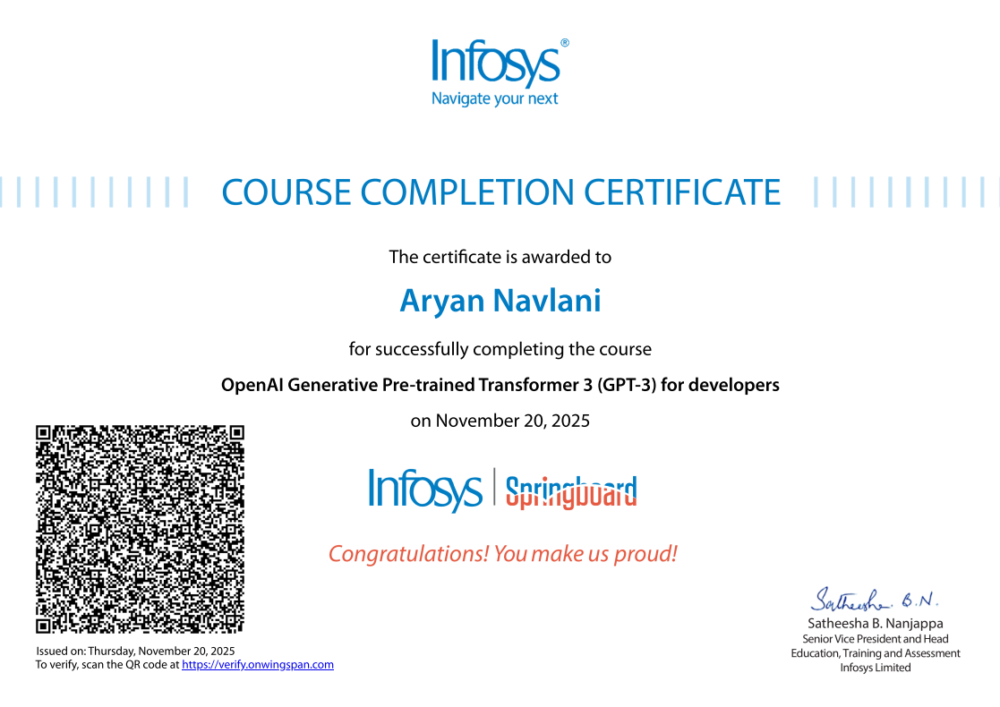 Infosys®
Navigate your next
COURSE COMPLETION CERTIFICATE
The certificate is awarded to
Aryan Navlani
for successfully completing the course
OpenAI Generative Pre-trained Transformer 3 (GPT-3) for developers
on November 20, 2025
Infosys | Springboard
Congratulations! You make us proud!
Satheesha B.N.
Satheesha B. Nanjappa
Senior Vice President and Head
Education, Training and Assessment
Infosys Limited
Issued on: Thursday, November 20, 2025
To verify, scan the QR code at https://verify.onwingspan.com